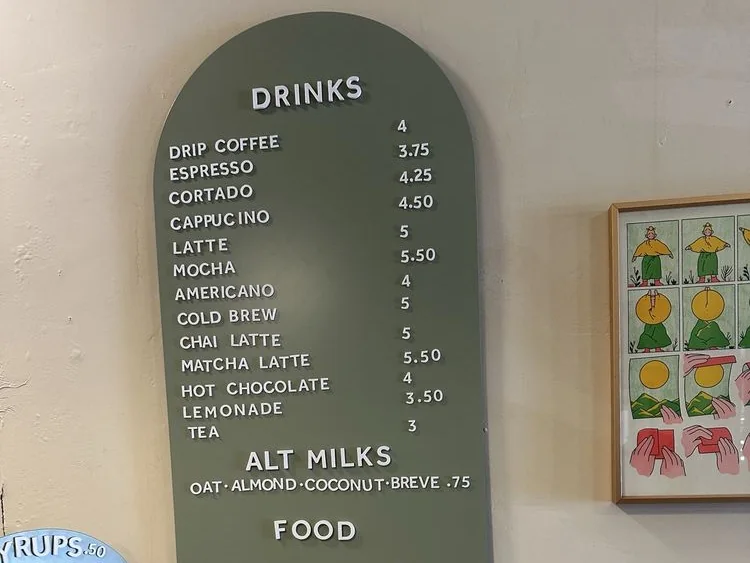 DRINKS
DRIP COFFEE 4
ESPRESSO 3.75
CORTADO 4.25
CAPPUCINO 4.50
LATTE 5
MOCHA 5.50
AMERICANO 4
COLD BREW 5
CHAI LATTE 5
MATCHA LATTE 5.50
HOT CHOCOLATE 4
LEMONADE 3.50
TEA 3
ALT MILKS
OAT·ALMOND·COCONUT·BREVE .75
FOOD
YRUPS .50